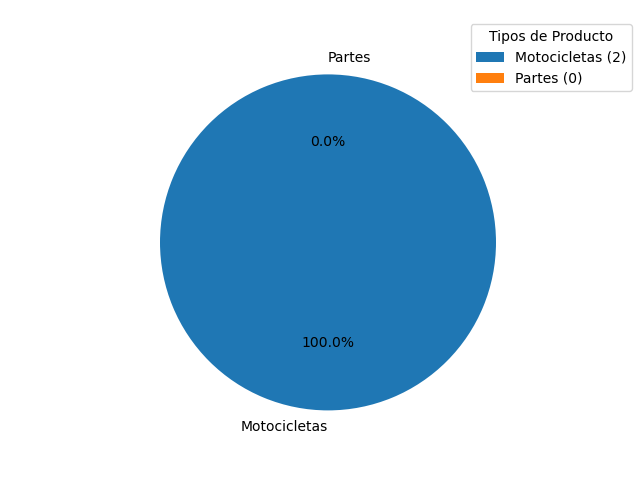 Tipos de Producto
Motocicletas (2)
Partes (0)
Partes
0.0%
100.0%
Motocicletas